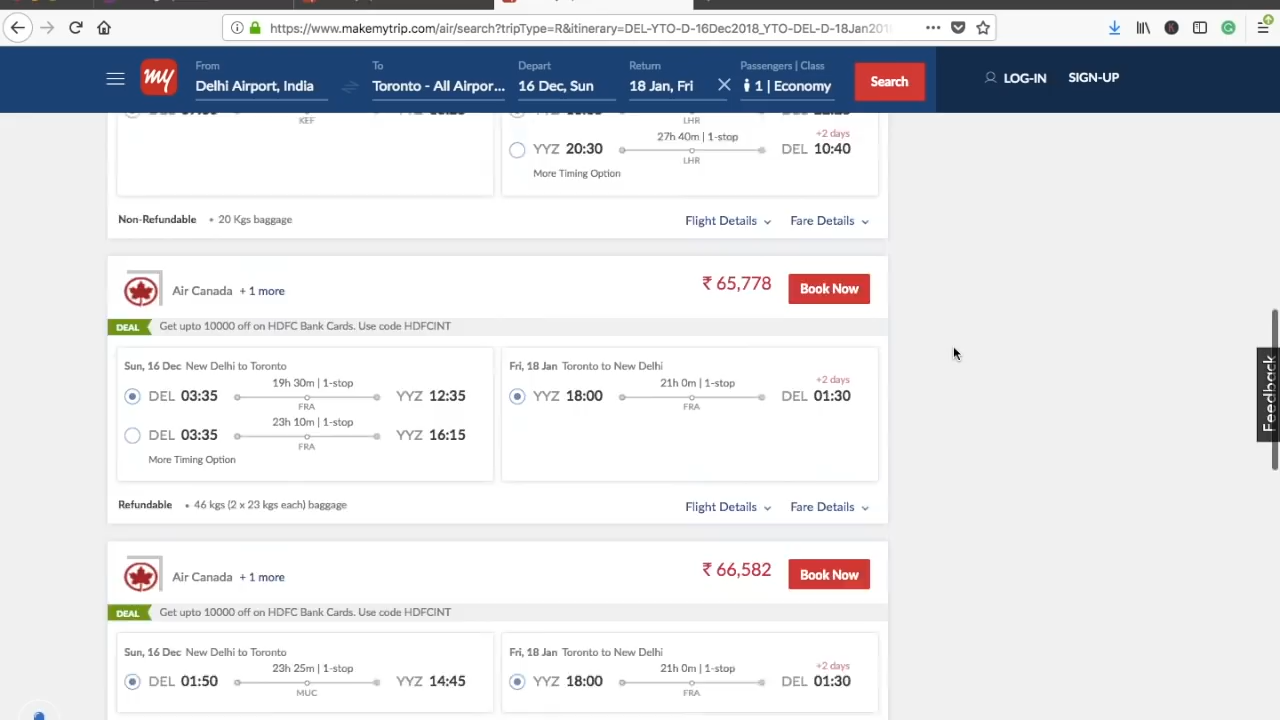 https://www.makemytrip.com/air/search?tripType=R&itinerary=DEL-YTO-D-16Dec2018_YTO-DEL-D-18Jan201
my
From
Delhi Airport, India
To
Toronto - All Airpor...
Depart
16 Dec, Sun
Return
18 Jan, Fri
Passengers | Class
1 | Economy
Search
LOG-IN
SIGN-UP
KEF
LHR
27h 40m | 1-stop
+2 days
YYZ 20:30
DEL 10:40
LHR
More Timing Option
Non-Refundable • 20 Kgs baggage
Flight Details
Fare Details
Air Canada + 1 more
₹ 65,778
Book Now
DEAL Get upto 10000 off on HDFC Bank Cards. Use code HDFCINT
Sun, 16 Dec New Delhi to Toronto
19h 30m | 1-stop
DEL 03:35
YYZ 12:35
FRA
23h 10m | 1-stop
DEL 03:35
YYZ 16:15
FRA
More Timing Option
Fri, 18 Jan Toronto to New Delhi
21h 0m | 1-stop
+2 days
YYZ 18:00
DEL 01:30
FRA
Refundable • 46 kgs (2 x 23 kgs each) baggage
Flight Details
Fare Details
Air Canada + 1 more
₹ 66,582
Book Now
DEAL Get upto 10000 off on HDFC Bank Cards. Use code HDFCINT
Sun, 16 Dec New Delhi to Toronto
23h 25m | 1-stop
DEL 01:50
YYZ 14:45
MUC
Fri, 18 Jan Toronto to New Delhi
21h 0m | 1-stop
+2 days
YYZ 18:00
DEL 01:30
FRA
Feedback